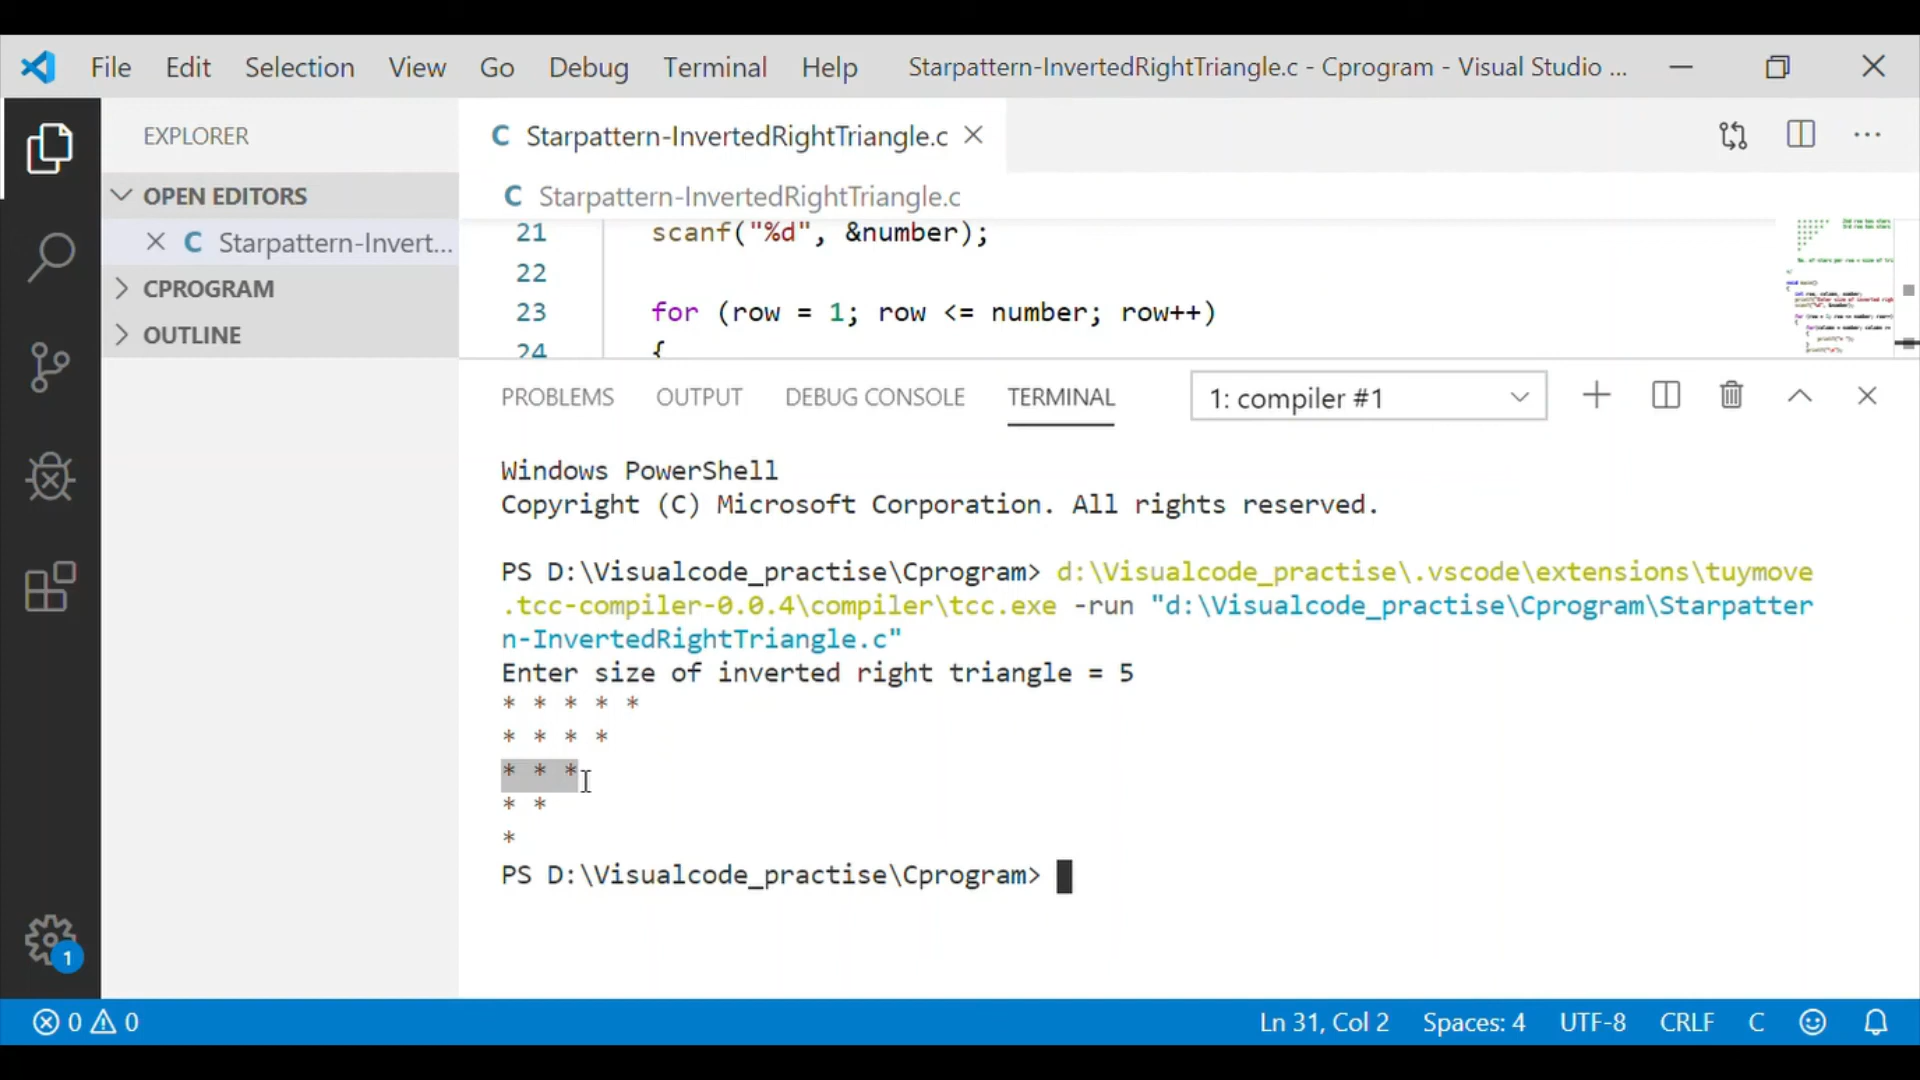 File Edit Selection View Go Debug Terminal Help Starpattern-InvertedRightTriangle.c - Cprogram - Visual Studio ...
EXPLORER
OPEN EDITORS
Starpattern-Invert...
CPROGRAM
OUTLINE
C Starpattern-InvertedRightTriangle.c
C Starpattern-InvertedRightTriangle.c
21 scanf("%d", &number);
22
23 for (row = 1; row <= number; row++)
24 {
PROBLEMS OUTPUT DEBUG CONSOLE TERMINAL 1: compiler #1
Windows PowerShell
Copyright (C) Microsoft Corporation. All rights reserved.
PS D:\Visualcode_practise\Cprogram> d:\Visualcode_practise\.vscode\extensions\tuymove
.tcc-compiler-0.0.4\compiler\tcc.exe -run "d:\Visualcode_practise\Cprogram\Starpatter
n-InvertedRightTriangle.c"
Enter size of inverted right triangle = 5
* * * * *
* * * *
* * *
* *
*
PS D:\Visualcode_practise\Cprogram>
1
0 0 Ln 31, Col 2 Spaces: 4 UTF-8 CRLF C